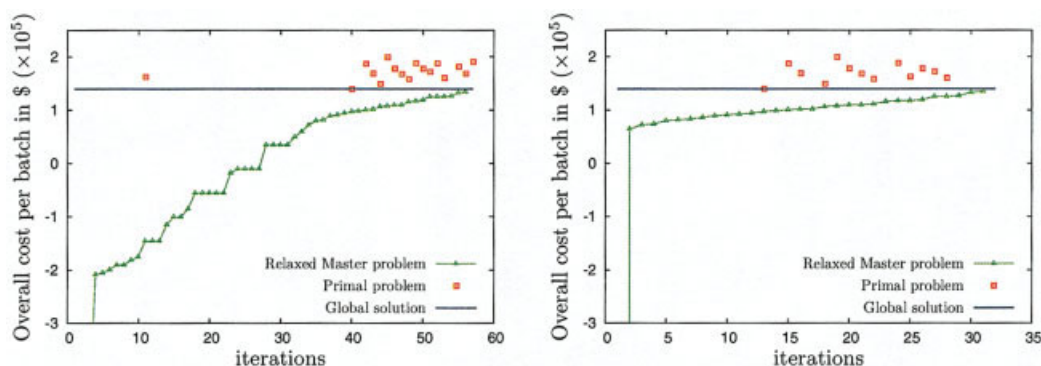 Overall cost per batch in $ (×10⁵)
2
1
0
-1
-2
-3
0
10
20
30
40
50
60
iterations
Relaxed Master problem
Primal problem
Global solution
Overall cost per batch in $ (×10⁵)
2
1
0
-1
-2
-3
0
5
10
15
20
25
30
35
iterations
Relaxed Master problem
Primal problem
Global solution